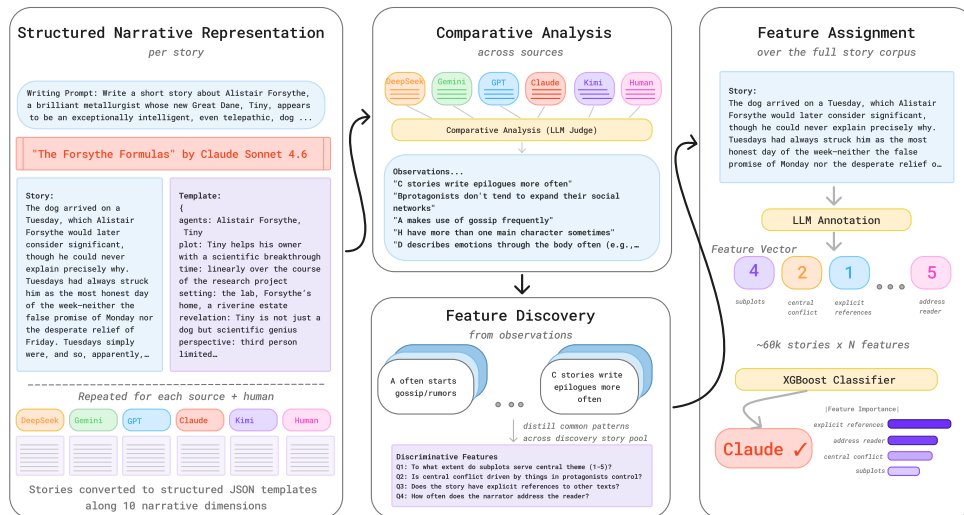 Structured Narrative Representation
per story
Writing Prompt: Write a short story about Alistair Forsythe,
a brilliant metallurgist whose new Great Dane, Tiny, appears
to be an exceptionally intelligent, even telepathic, dog ...
"The Forsythe Formulas" by Claude Sonnet 4.6
Story:
The dog arrived on a
Tuesday, which Alistair
Forsythe would later
consider significant,
though he could never
explain precisely why.
Tuesdays had always struck
him as the most honest day
of the week—neither the
false promise of Monday nor
the desperate relief of
Friday. Tuesdays simply
were, and so, apparently,…
Template:
{
agents: Alistair Forsythe,
Tiny
plot: Tiny helps his owner
with a scientific breakthrough
time: linearly over the course
of the research project
setting: the lab, Forsythe's
home, a riverine estate
revelation: Tiny is not just a
dog but scientific genius
perspective: third person
limited…
Repeated for each source + human
DeepSeek
Gemini
GPT
Claude
Kimi
Human
Stories converted to structured JSON templates
along 10 narrative dimensions
Comparative Analysis
across sources
DeepSeek
Gemini
GPT
Claude
Kimi
Human
Comparative Analysis (LLM Judge)
Observations...
"C stories write epilogues more often"
"Bprotagonists don't tend to expand their social
networks"
"A makes use of gossip frequently"
"H have more than one main character sometimes"
"D describes emotions through the body often (e.g.,…
Feature Discovery
from observations
A often starts
gossip/rumors
C stories write
epilogues more
often
distill common patterns
across discovery story pool
Discriminative Features
Q1: To what extent do subplots serve central theme (1-5)?
Q2: Is central conflict driven by things in protagonists control?
Q3: Does the story have explicit references to other texts?
Q4: How often does the narrator address the reader?
Feature Assignment
over the full story corpus
Story:
The dog arrived on a Tuesday, which Alistair
Forsythe would later consider significant,
though he could never explain precisely why.
Tuesdays had always struck him as the most
honest day of the week—neither the false
promise of Monday nor the desperate relief o…
LLM Annotation
Feature Vector
4
2
1
5
subplots
central
conflict
explicit
references
address
reader
~60k stories x N features
XGBoost Classifier
Claude ✓
|Feature Importance|
explicit references
address reader
central conflict
subplots